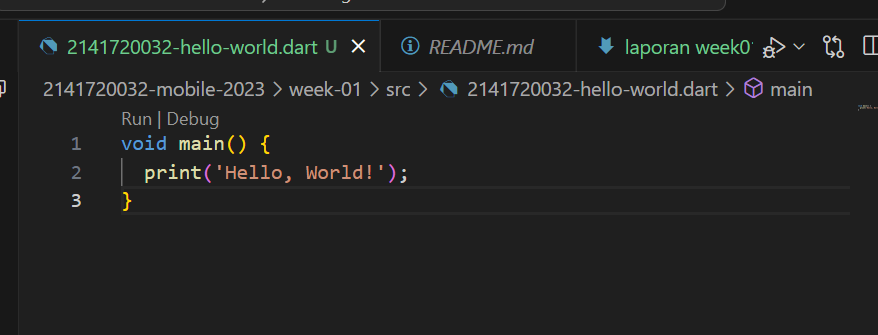 2141720032-hello-world.dart U
README.md
laporan week0
2141720032-mobile-2023 > week-01 > src > 2141720032-hello-world.dart > main
Run | Debug
1 void main() {
2 print('Hello, World!');
3 }